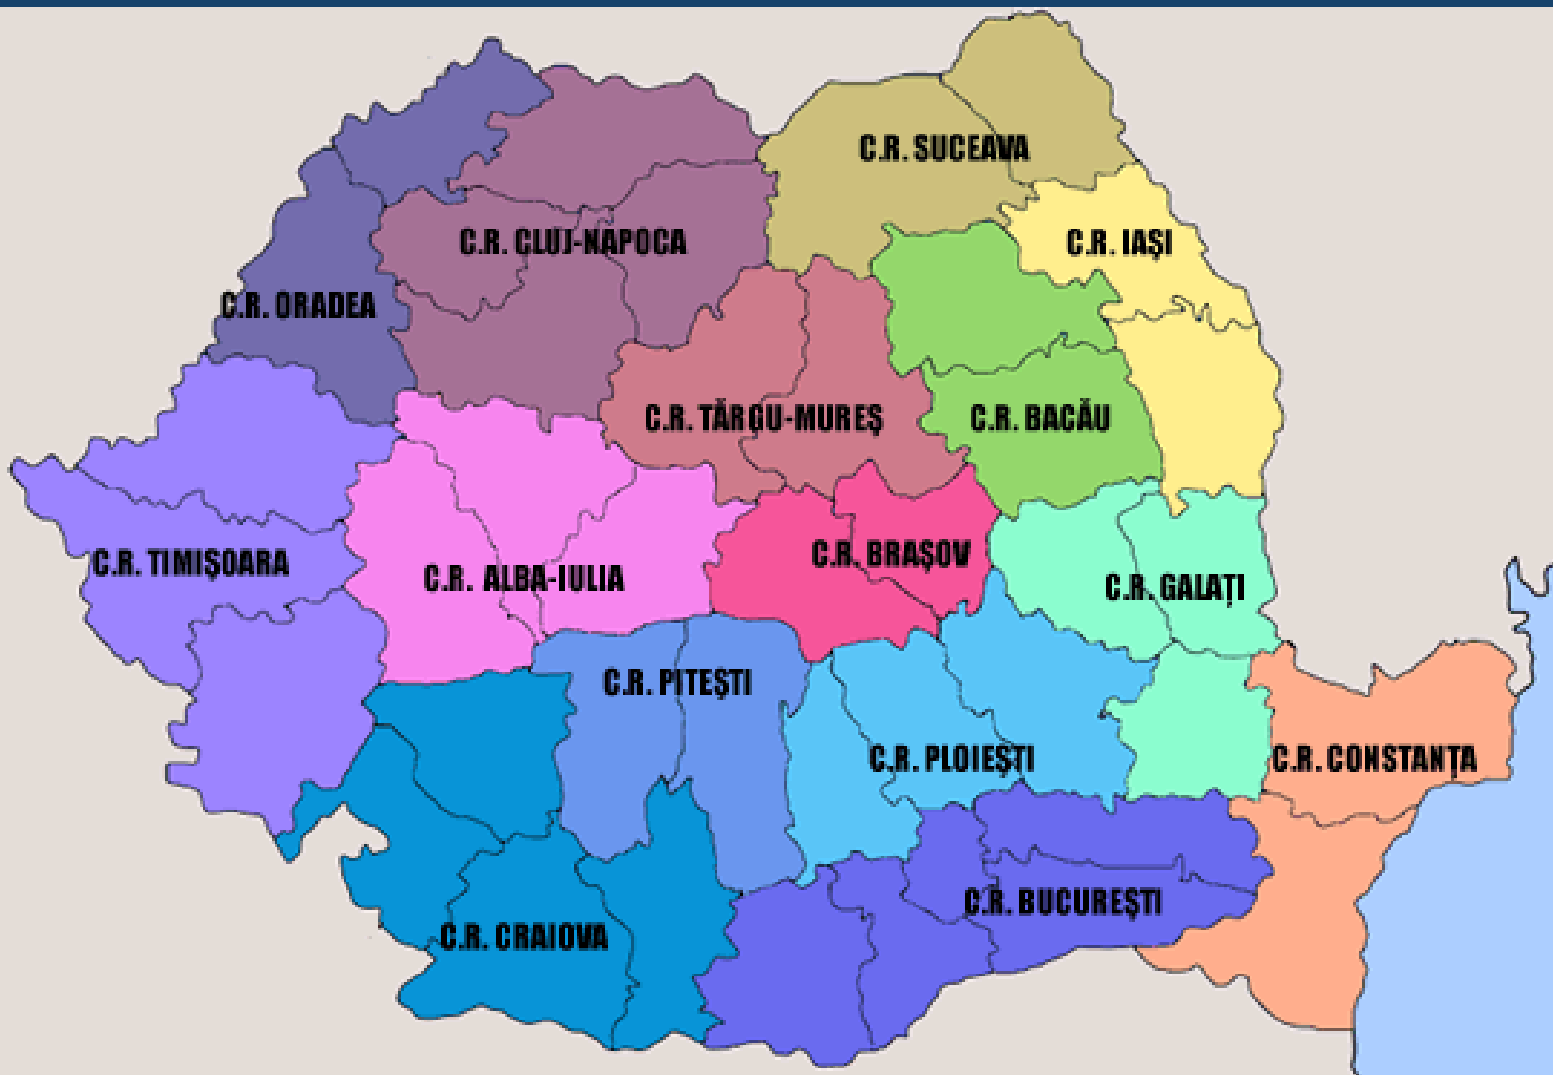 C.R. SUCEAVA
C.R. CLUJ-NAPOCA
C.R. IAȘI
C.R. ORADEA
C.R. TÂRGU-MUREȘ
C.R. BACĂU
C.R. TIMIȘOARA
C.R. ALBA-IULIA
C.R. BRAȘOV
C.R. GALAȚI
C.R. PITEȘTI
C.R. PLOIEȘTI
C.R. CONSTANȚA
C.R. BUCUREȘTI
C.R. CRAIOVA